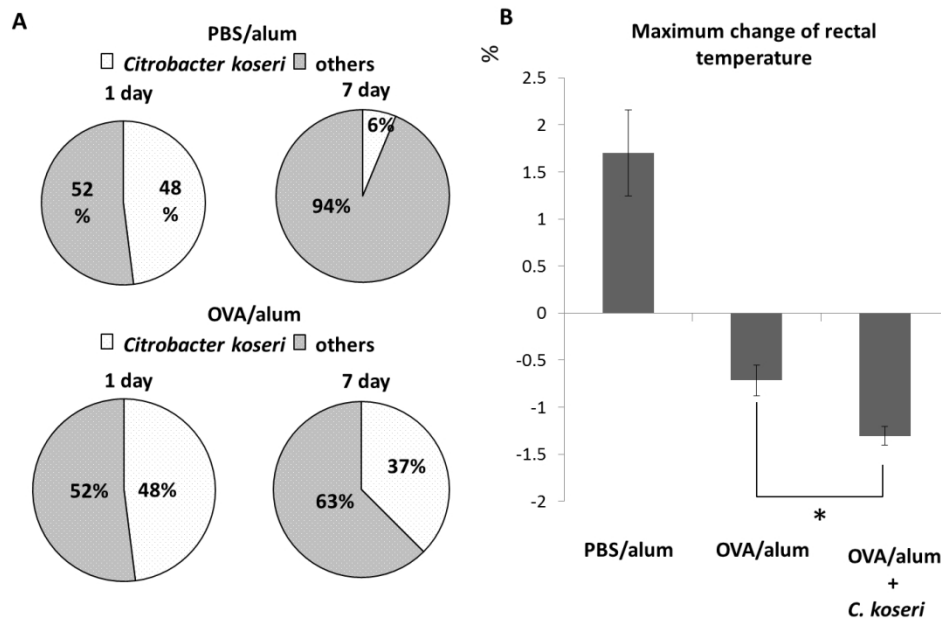 A
PBS/alum
Citrobacter koseri others
1 day
7 day
52
%
48
%
6%
94%
OVA/alum
Citrobacter koseri others
1 day
7 day
52%
48%
37%
63%
B
Maximum change of rectal
temperature
%
2.5
2
1.5
1
0.5
0
-0.5
-1
-1.5
-2
*
PBS/alum
OVA/alum
OVA/alum
+
C. koseri